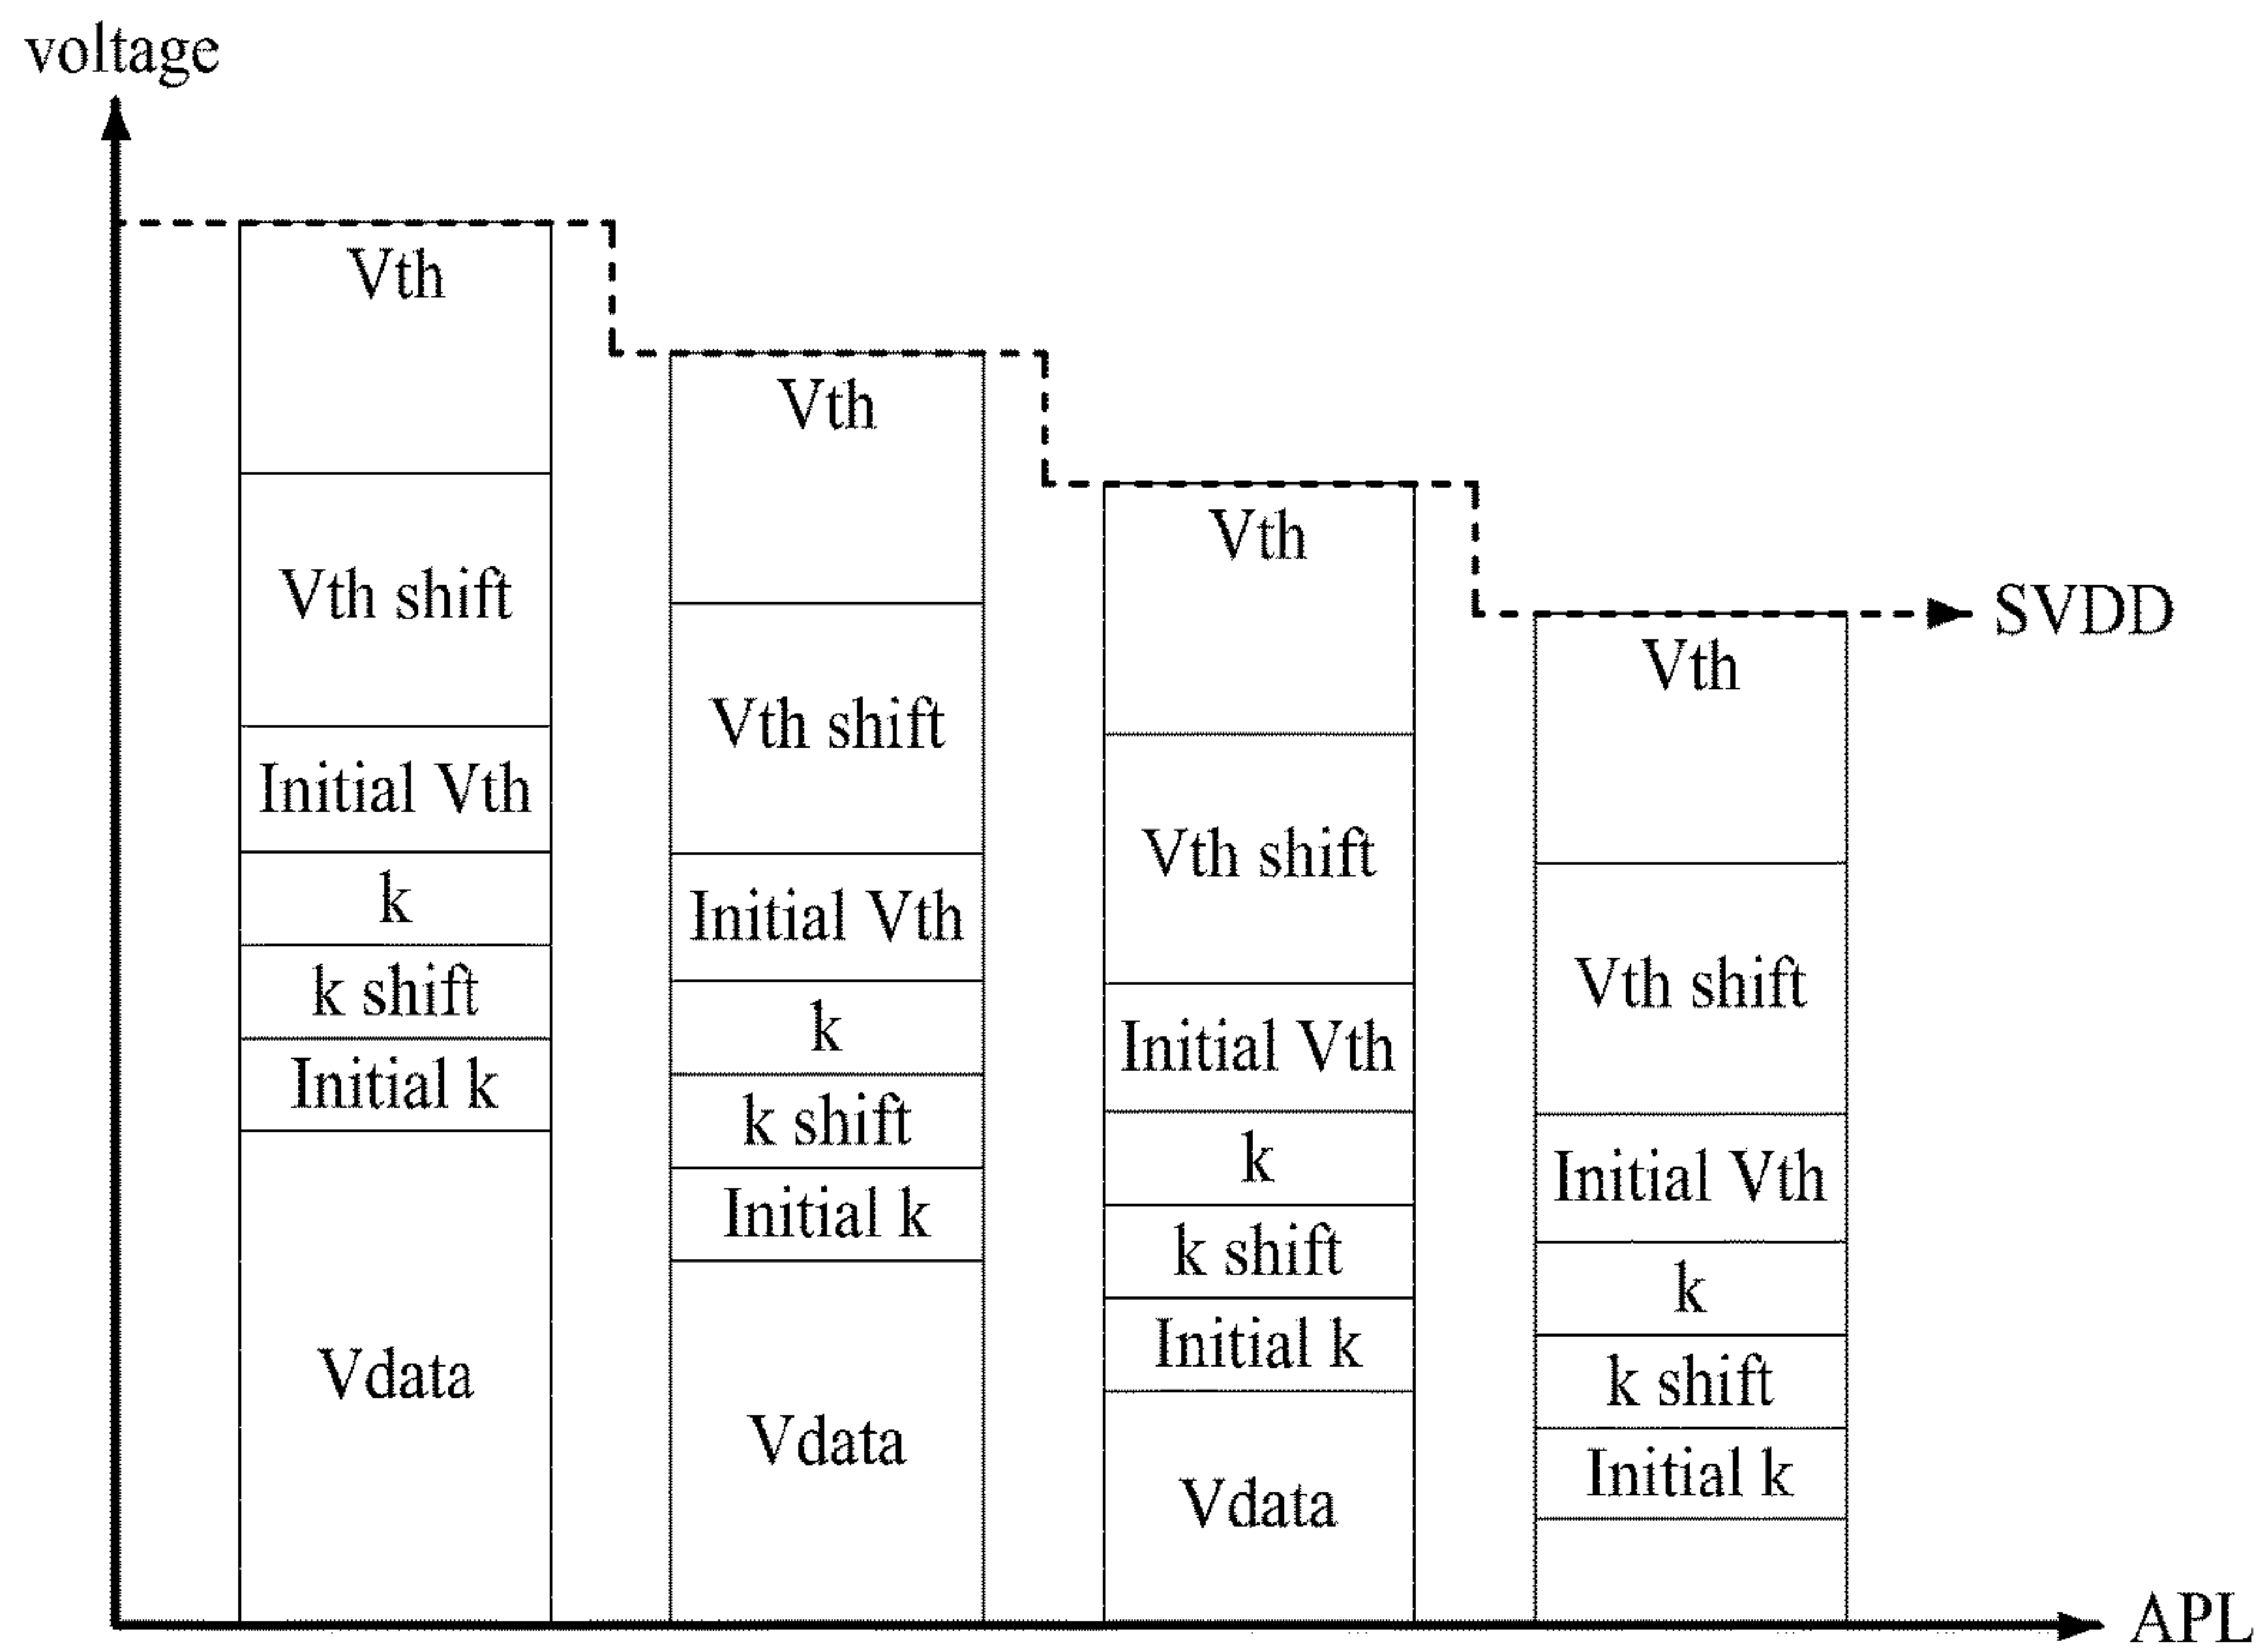 voltage
Vth
Vth shift
Initial Vth
k
k shift
Initial k
Vdata
Vth
Vth shift
Initial Vth
k
k shift
Initial k
Vdata
Vth
Vth shift
Initial Vth
k
k shift
Initial k
Vdata
Vth
Vth shift
Initial Vth
k
k shift
Initial k
SVDD
APL